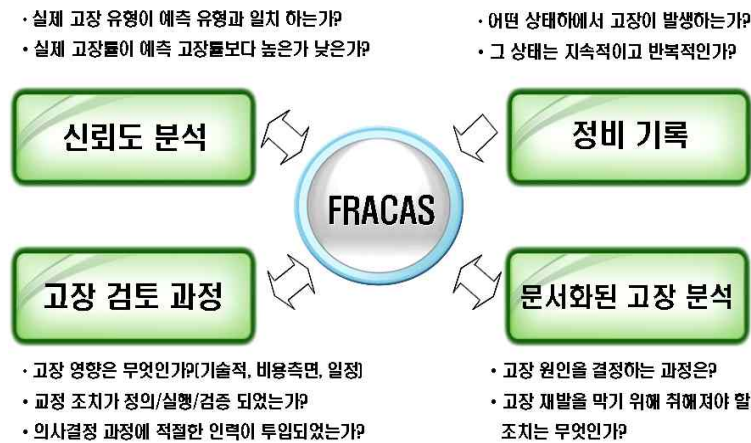 · 실제 고장 유형이 예측 유형과 일치 하는가?
· 실제 고장률이 예측 고장률보다 높은가 낮은가?
· 어떤 상태하에서 고장이 발생하는가?
· 그 상태는 지속적이고 반복적인가?
신뢰도 분석
정비 기록
FRACAS
고장 검토 과정
문서화된 고장 분석
· 고장 영향은 무엇인가?(기술적, 비용측면, 일정)
· 교정 조치가 정의/실행/검증 되었는가?
· 의사결정 과정에 적절한 인력이 투입되었는가?
· 고장 원인을 결정하는 과정은?
· 고장 재발을 막기 위해 취해져야 할
조치는 무엇인가?